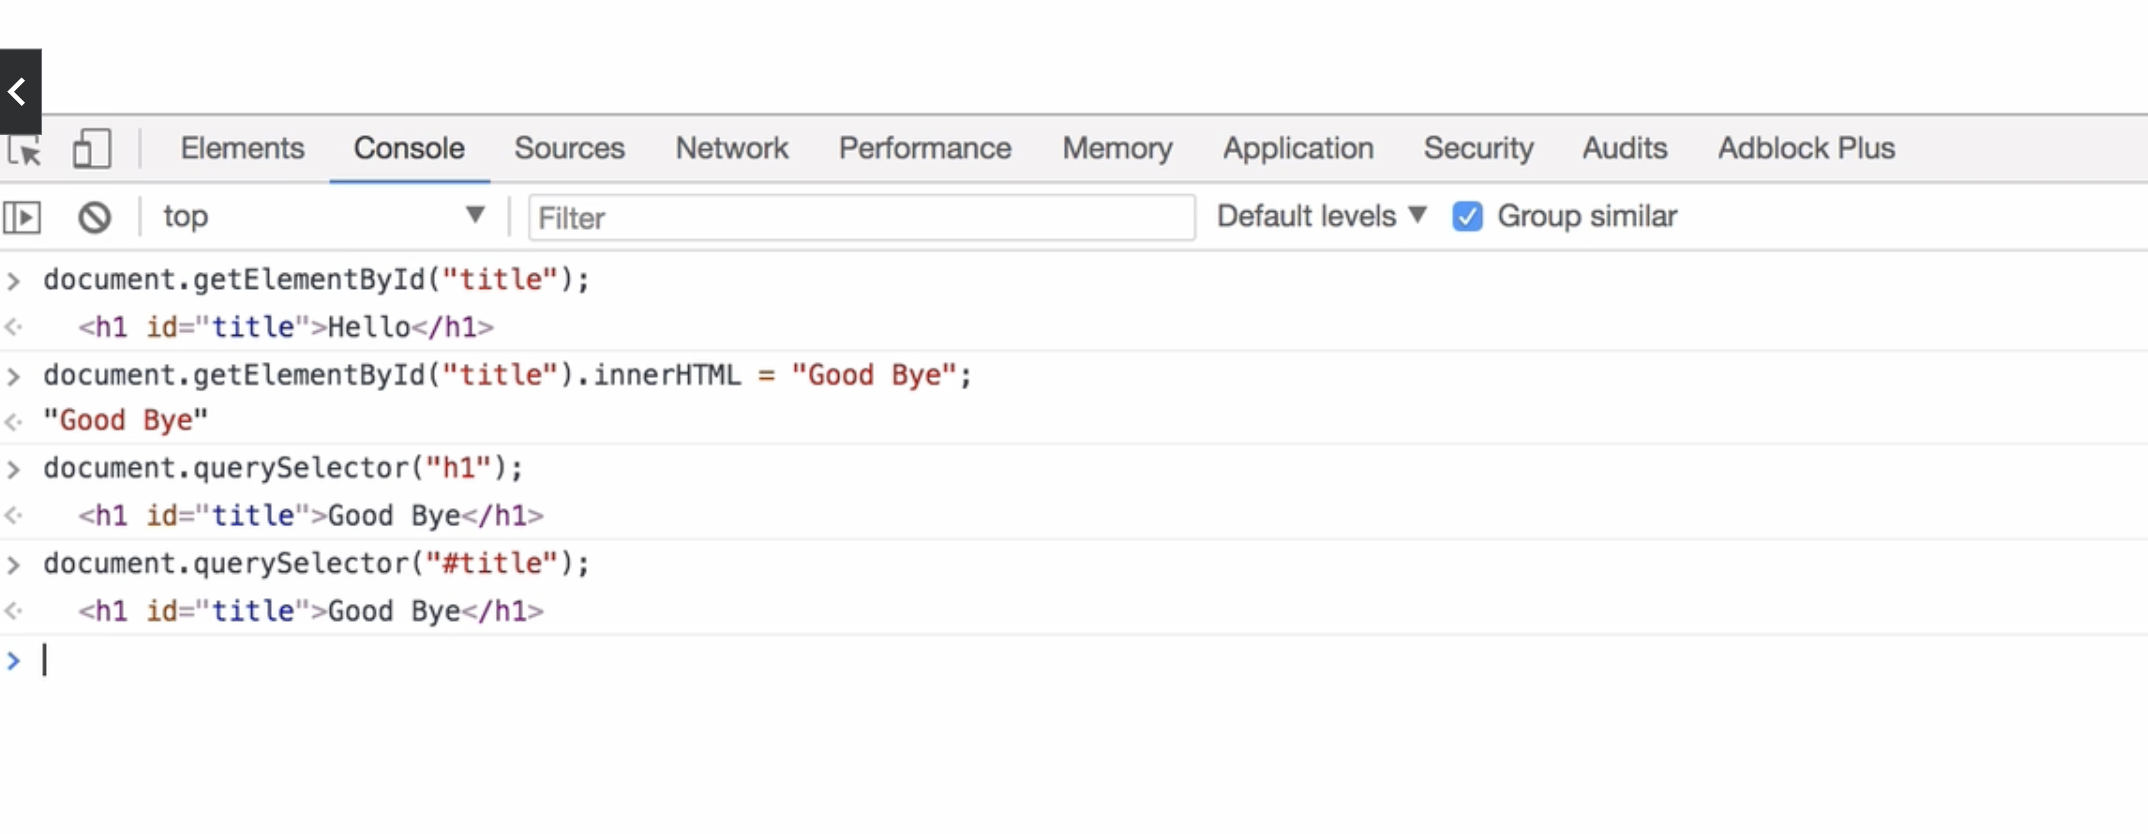 Elements Console Sources Network Performance Memory Application Security Audits Adblock Plus
top Filter Default levels Group similar
document.getElementById("title");
<h1 id="title">Hello</h1>
document.getElementById("title").innerHTML = "Good Bye";
"Good Bye"
document.querySelector("h1");
<h1 id="title">Good Bye</h1>
document.querySelector("#title");
<h1 id="title">Good Bye</h1>